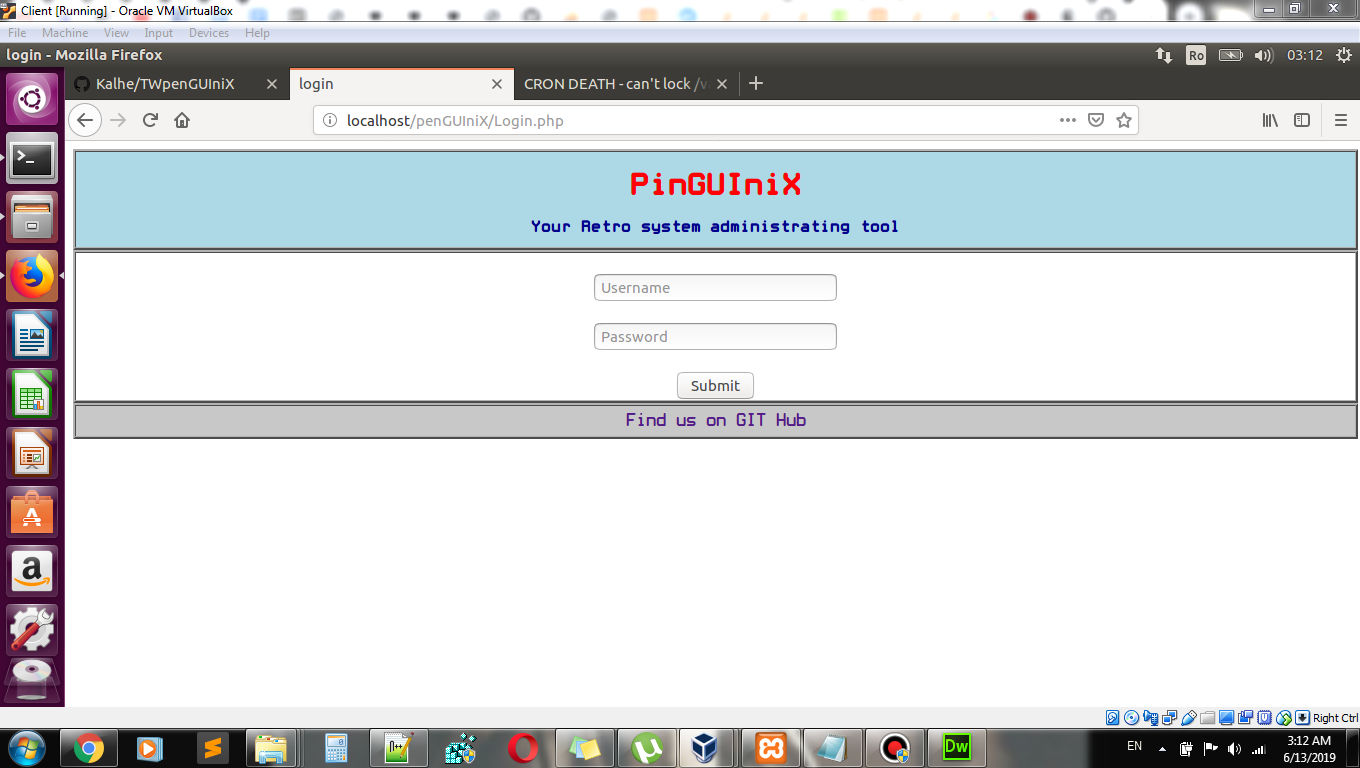 Client [Running] - Oracle VM VirtualBox
File Machine View Input Devices Help
login - Mozilla Firefox Ro 03:12
Kalhe/TWpenGUIniX login CRON DEATH - can't lock /v
localhost/penGUIniX/Login.php
PinGUIniX
Your Retro system administrating tool
Username
Password
Submit
Find us on GIT Hub
Right Ctrl
EN 3:12 AM
6/13/2019